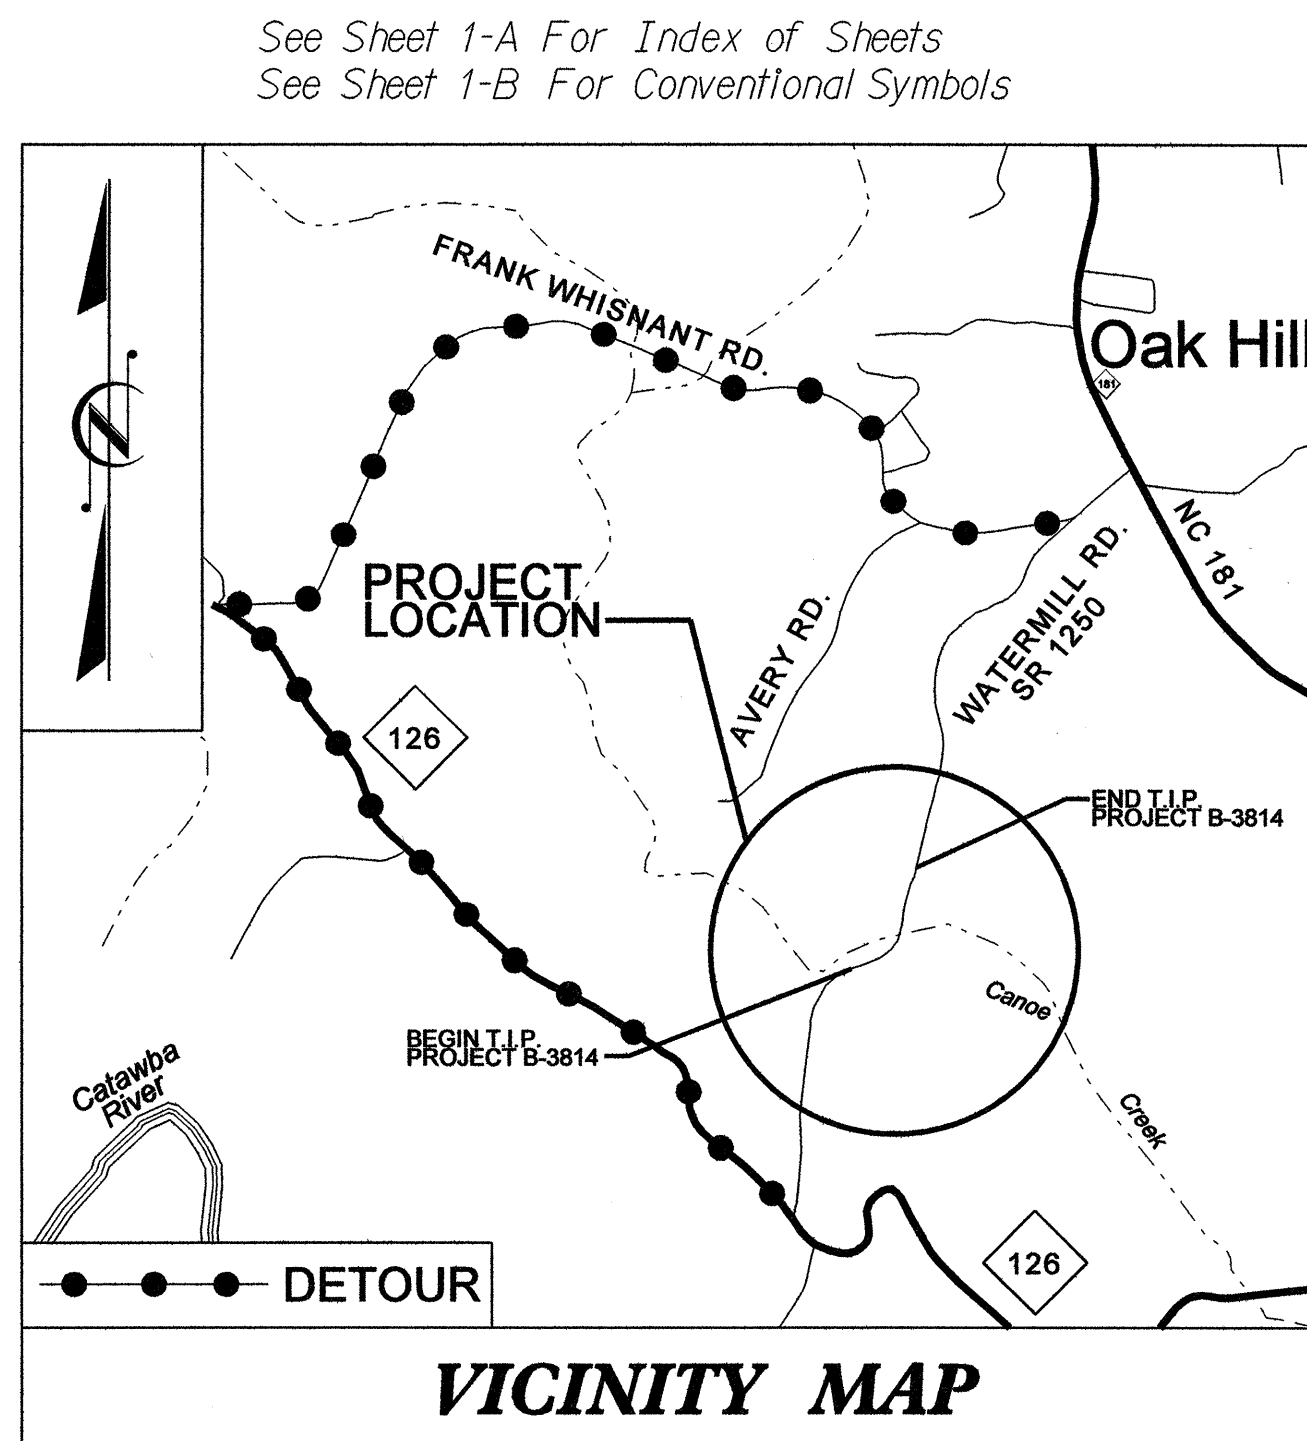 See Sheet 1-A For Index of Sheets
See Sheet 1-B For Conventional Symbols
FRANK WHISNANT RD.
Oak Hill
181
NC 181
PROJECT
LOCATION
AVERY RD.
WATERMILL RD.
SR 1250
126
END T.I.P.
PROJECT B-3814
Canoe
Creek
BEGIN T.I.P.
PROJECT B-3814
Catawba
River
126
DETOUR
VICINITY MAP
N